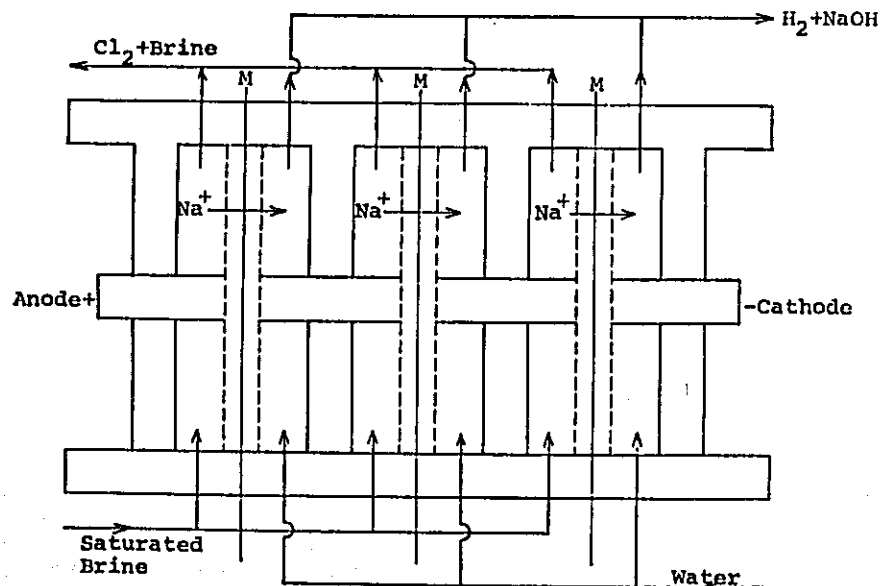 H₂+NaOH
Cl₂+Brine
M M M
Na⁺ Na⁺ Na⁺
Anode+
-Cathode
Saturated
Brine
Water